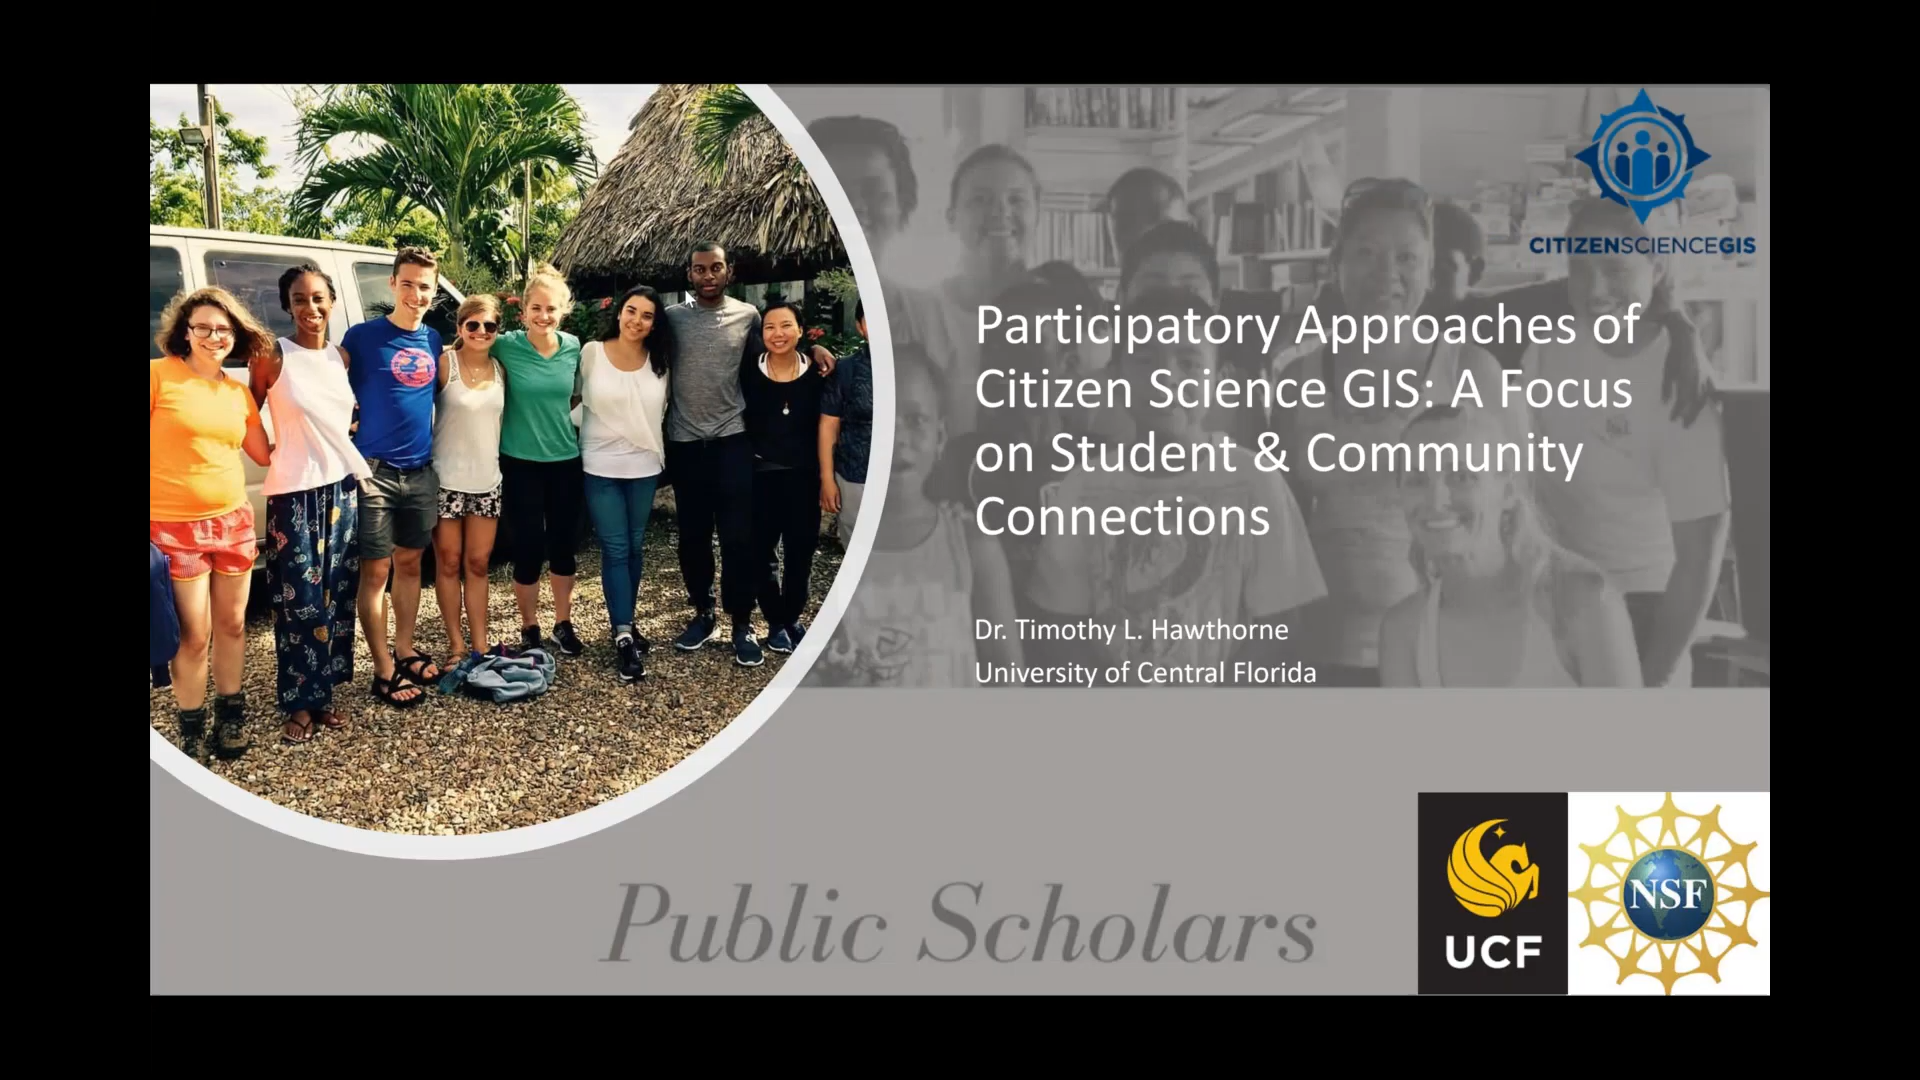 CITIZENSCIENCEGIS
Participatory Approaches of
Citizen Science GIS: A Focus
on Student & Community
Connections
Dr. Timothy L. Hawthorne
University of Central Florida
Public Scholars
UCF
NSF